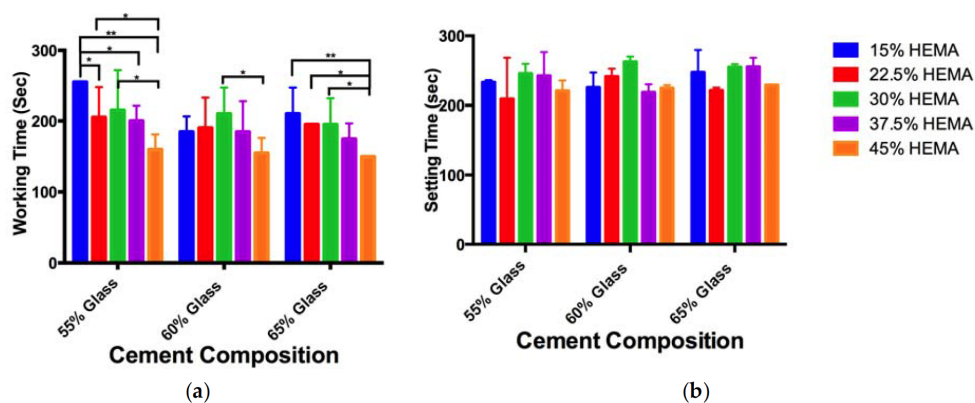 *
**
*
*
*
*
**
*
*
300
200
100
0
Working Time (Sec)
55% Glass
60% Glass
65% Glass
Cement Composition
(a)
300
200
100
0
Setting Time (sec)
55% Glass
60% Glass
65% Glass
Cement Composition
(b)
15% HEMA
22.5% HEMA
30% HEMA
37.5% HEMA
45% HEMA